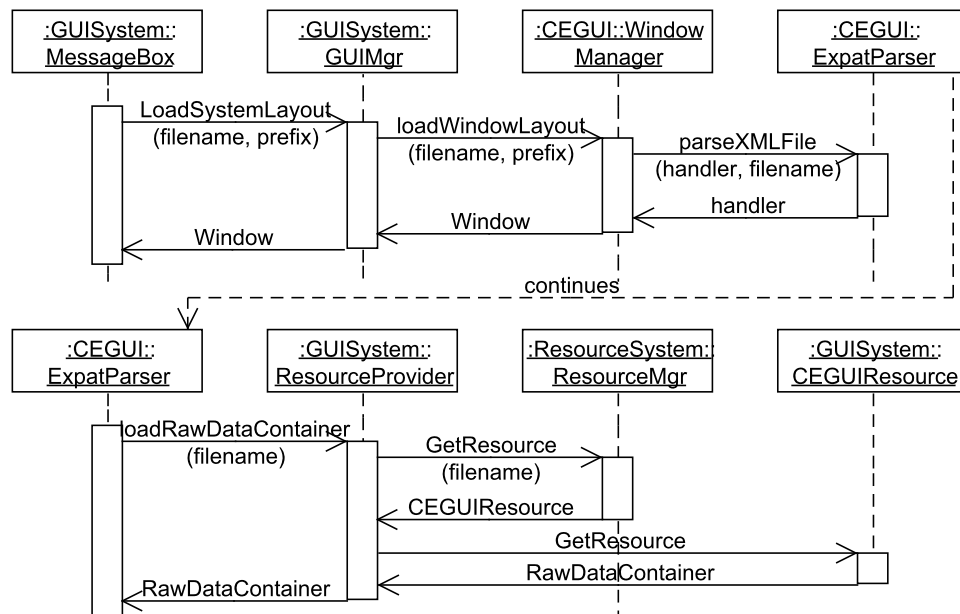 :GUISystem::
MessageBox
:GUISystem::
GUIMgr
:CEGUI::Window
Manager
:CEGUI::
ExpatParser
LoadSystemLayout
(filename, prefix)
loadWindowLayout
(filename, prefix)
parseXMLFile
(handler, filename)
handler
Window
Window
continues
:CEGUI::
ExpatParser
:GUISystem::
ResourceProvider
:ResourceSystem::
ResourceMgr
:GUISystem::
CEGUIResource
loadRawDataContainer
(filename)
GetResource
(filename)
CEGUIResource
GetResource
RawDataContainer
RawDataContainer